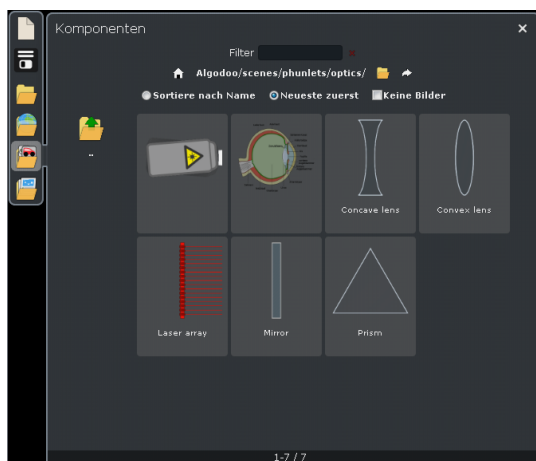 Komponenten
Filter
Algodoo/scenes/phunlets/optics/
Sortiere nach Name Neueste zuerst Keine Bilder
..
Concave lens Convex lens
Laser array Mirror Prism
1-7 / 7